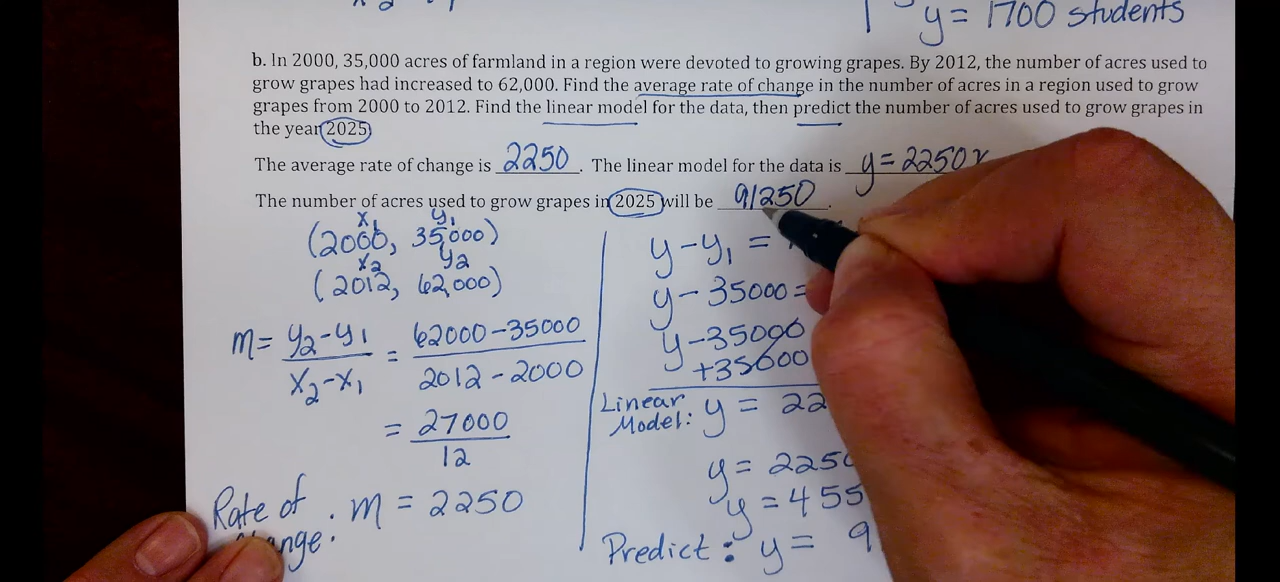 y = 1700 students
b. In 2000, 35,000 acres of farmland in a region were devoted to growing grapes. By 2012, the number of acres used to
grow grapes had increased to 62,000. Find the average rate of change in the number of acres in a region used to grow
grapes from 2000 to 2012. Find the linear model for the data, then predict the number of acres used to grow grapes in
the year 2025
The average rate of change is 2250. The linear model for the data is y = 2250x
The number of acres used to grow grapes in 2025 will be 91250.
x₁ y₁
(2000, 35000)
x₂ y₂
(2012, 62,000)
m = y₂-y₁ / x₂-x₁ = 62000-35000 / 2012-2000
= 27000 / 12
Rate of Change: m = 2250
y - y₁ =
y - 35000 =
y - 35000
+35000
Linear Model: y = 22
y = 2250
y = 455
Predict: y = 9